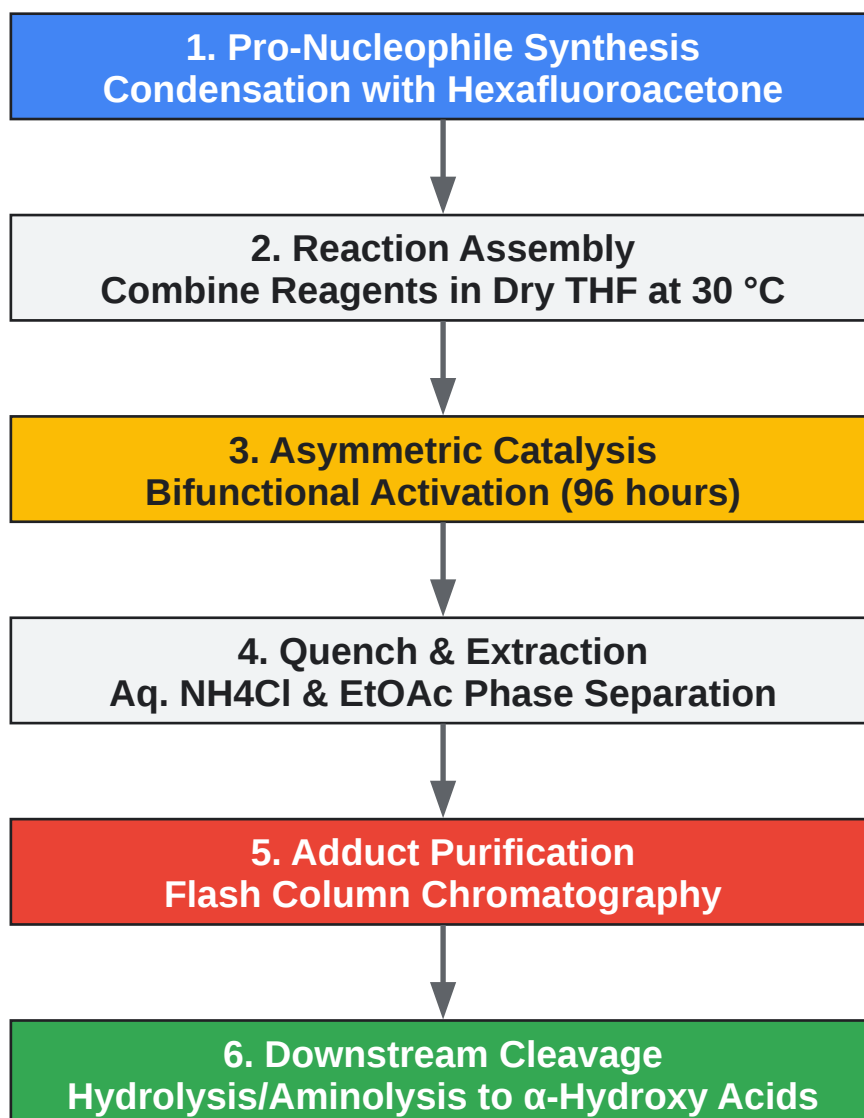 1. Pro-Nucleophile Synthesis
Condensation with Hexafluoroacetone
2. Reaction Assembly
Combine Reagents in Dry THF at 30 °C
3. Asymmetric Catalysis
Bifunctional Activation (96 hours)
4. Quench & Extraction
Aq. NH4Cl & EtOAc Phase Separation
5. Adduct Purification
Flash Column Chromatography
6. Downstream Cleavage
Hydrolysis/Aminolysis to α-Hydroxy Acids